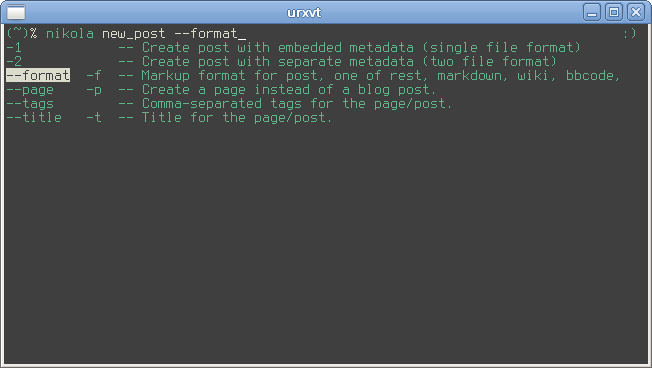 urxvt
(~)% nikola new_post --format_ :)
-1 -- Create post with embedded metadata (single file format)
-2 -- Create post with separate metadata (two file format)
--format -f -- Markup format for post, one of rest, markdown, wiki, bbcode,
--page -p -- Create a page instead of a blog post.
--tags -- Comma-separated tags for the page/post.
--title -t -- Title for the page/post.